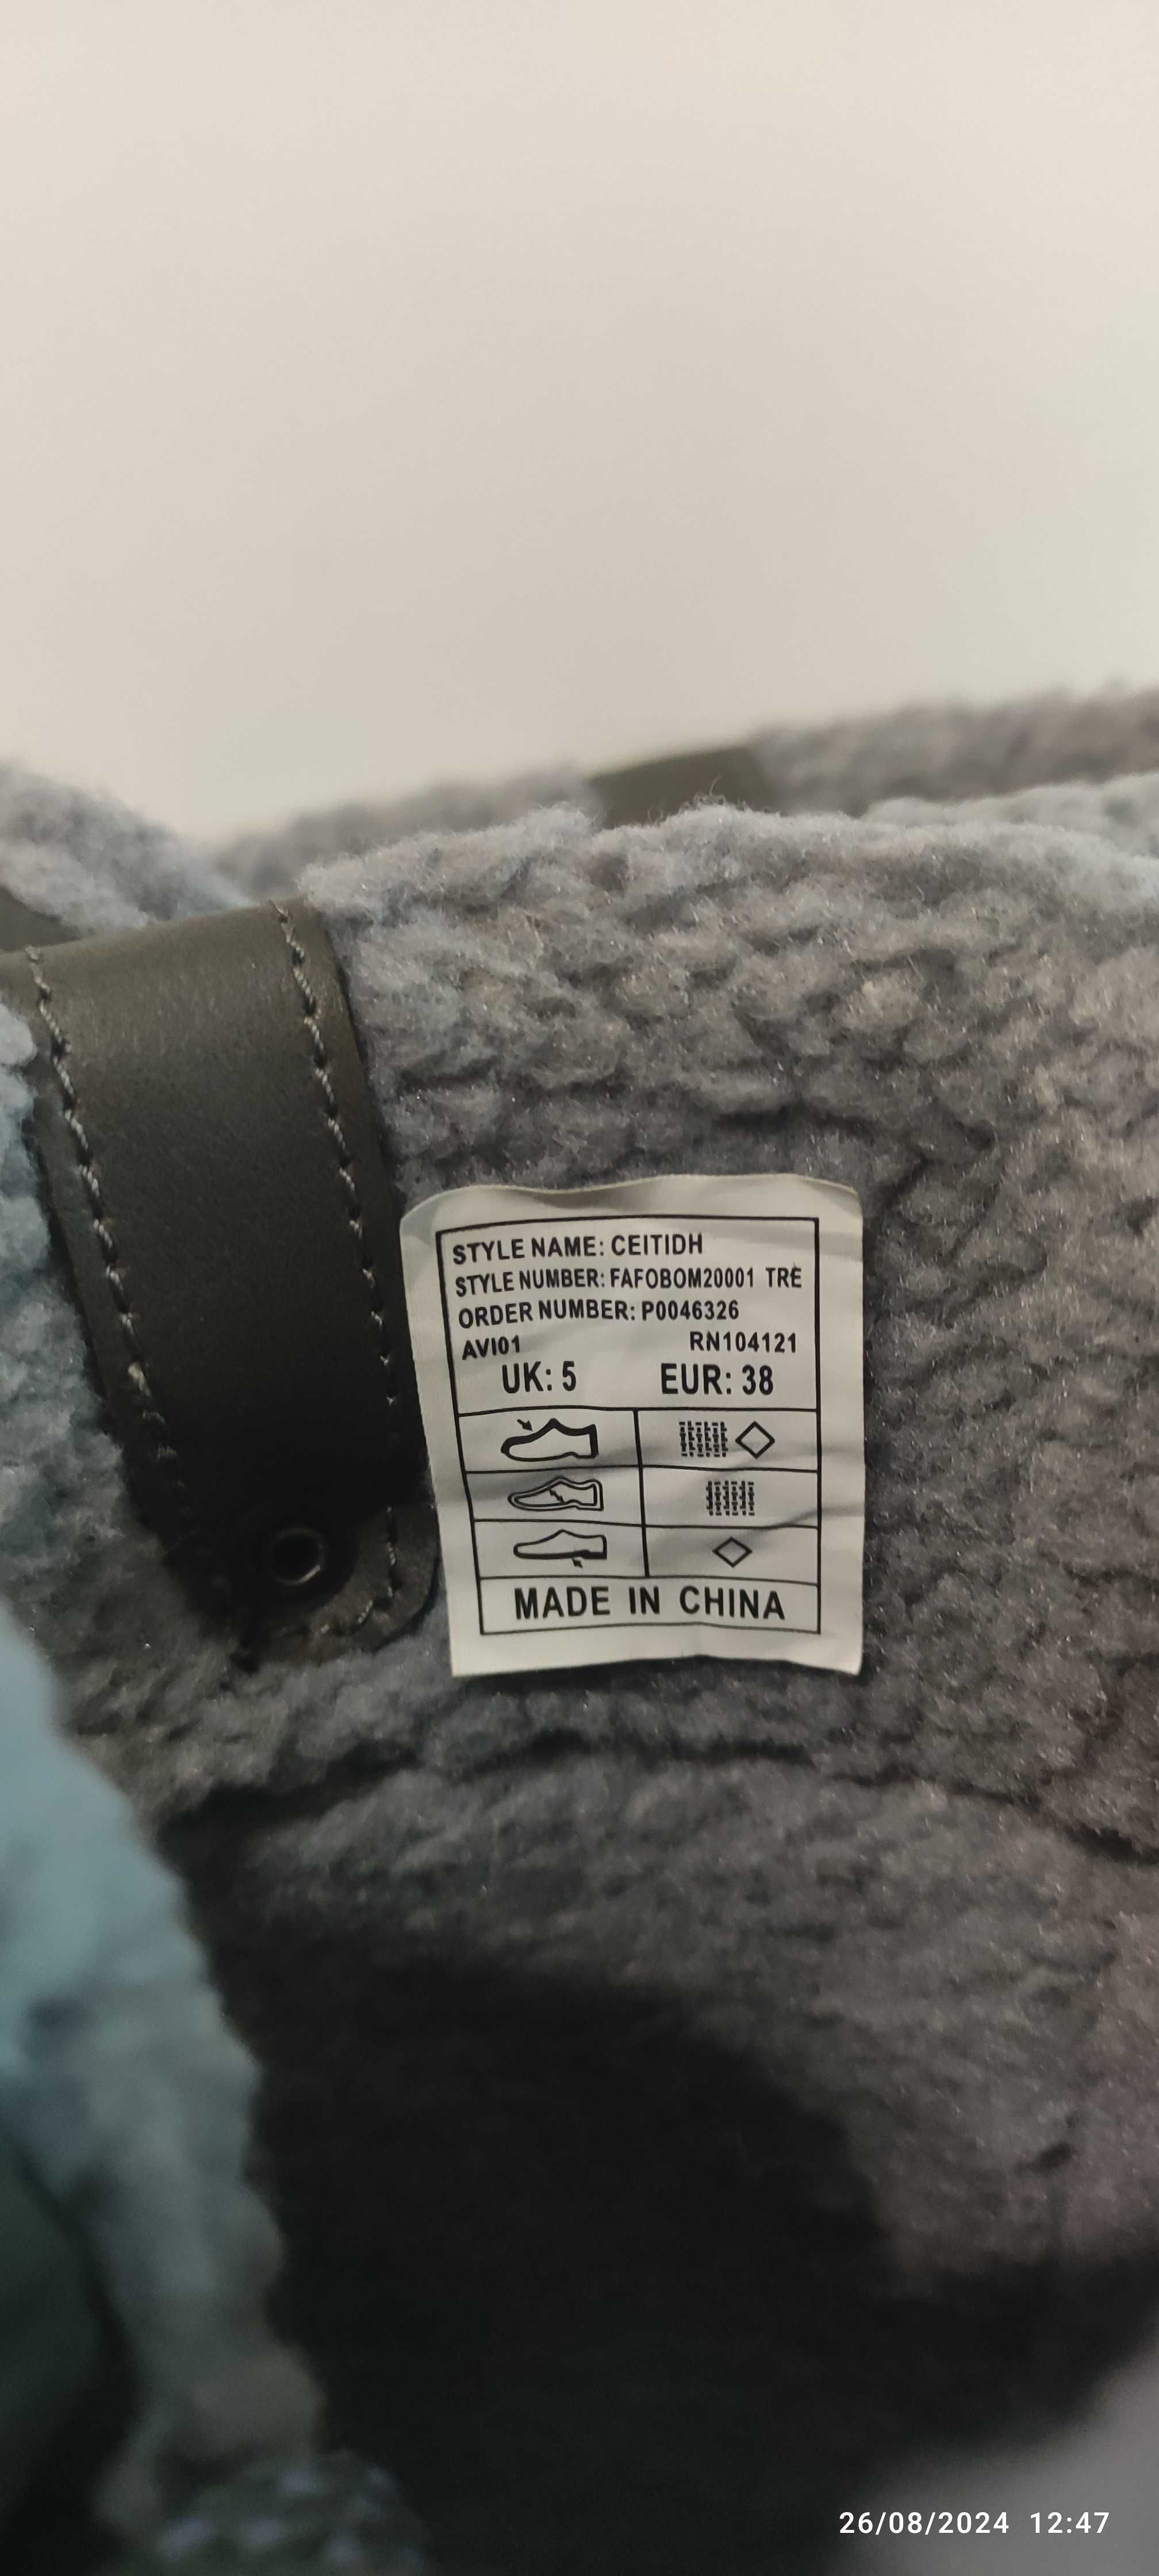 STYLE NAME: CEITIDH
STYLE NUMBER: FAFOBOM20001 TRE
ORDER NUMBER: P0046326
AVI01 RN104121
UK: 5 EUR: 38
MADE IN CHINA
26/08/2024 12:47